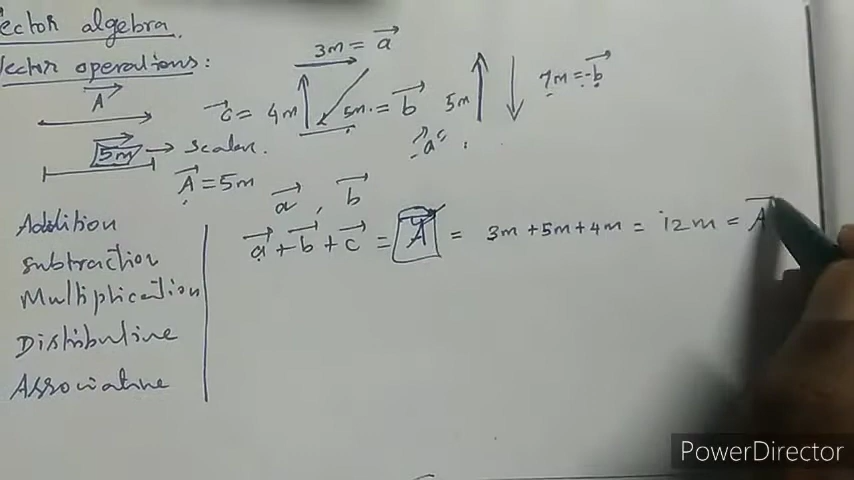 ector algebra.
Vector operations:
3m = a⃗
A⃗
c⃗ = 4m
5m. = b⃗
5m
7m = -b⃗
5m → scalar.
A⃗ = 5m
a⃗ , b⃗
Addition
a⃗ + b⃗ + c⃗ = A⃗ = 3m + 5m + 4m = 12m = A⃗
Subtraction
Multiplication
Distributive
Associative
PowerDirector